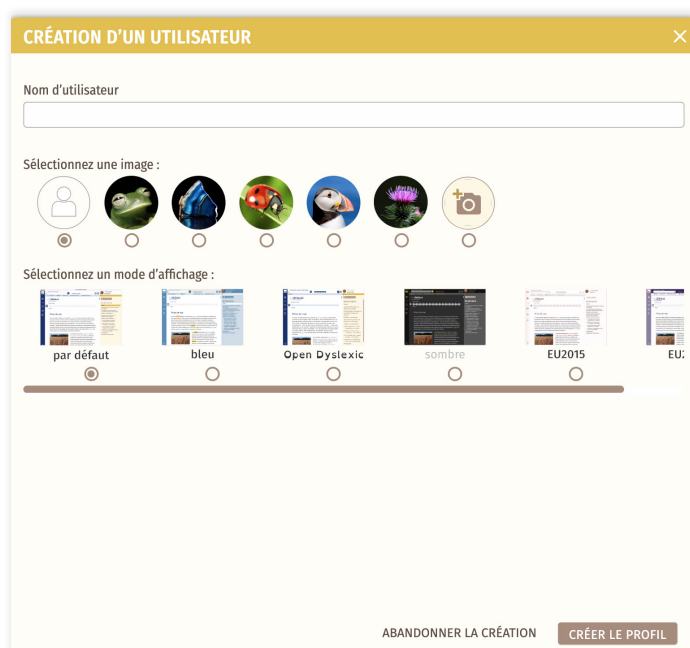 CRÉATION D'UN UTILISATEUR
Nom d'utilisateur
Sélectionnez une image :
Sélectionnez un mode d'affichage :
par défaut bleu Open Dyslexic sombre EU2015
ABANDONNER LA CRÉATION CRÉER LE PROFIL